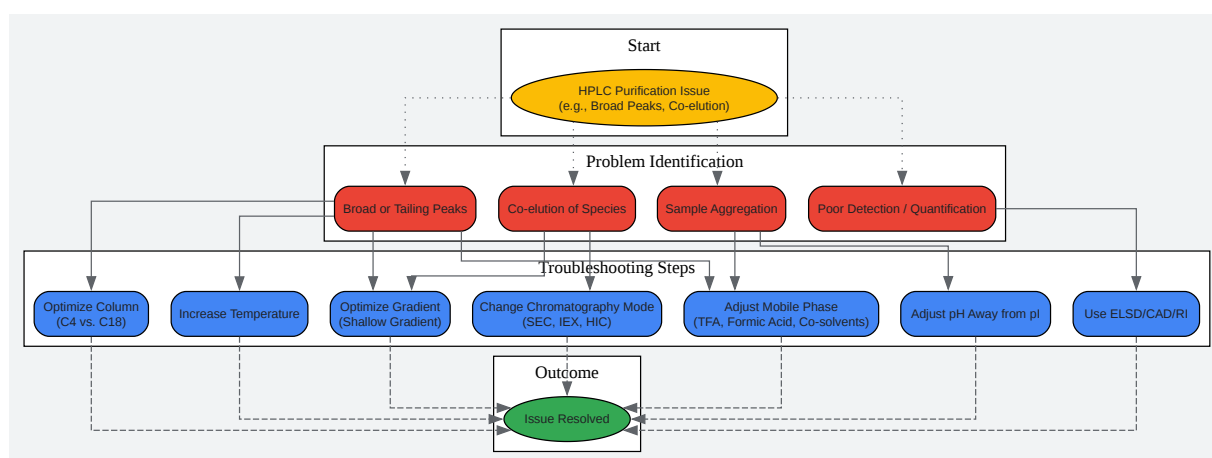 Start
HPLC Purification Issue
(e.g., Broad Peaks, Co-elution)
Problem Identification
Broad or Tailing Peaks
Co-elution of Species
Sample Aggregation
Poor Detection / Quantification
Troubleshooting Steps
Optimize Column
(C4 vs. C18)
Increase Temperature
Optimize Gradient
(Shallow Gradient)
Change Chromatography Mode
(SEC, IEX, HIC)
Adjust Mobile Phase
(TFA, Formic Acid, Co-solvents)
Adjust pH Away from pI
Use ELSD/CAD/RI
Outcome
Issue Resolved